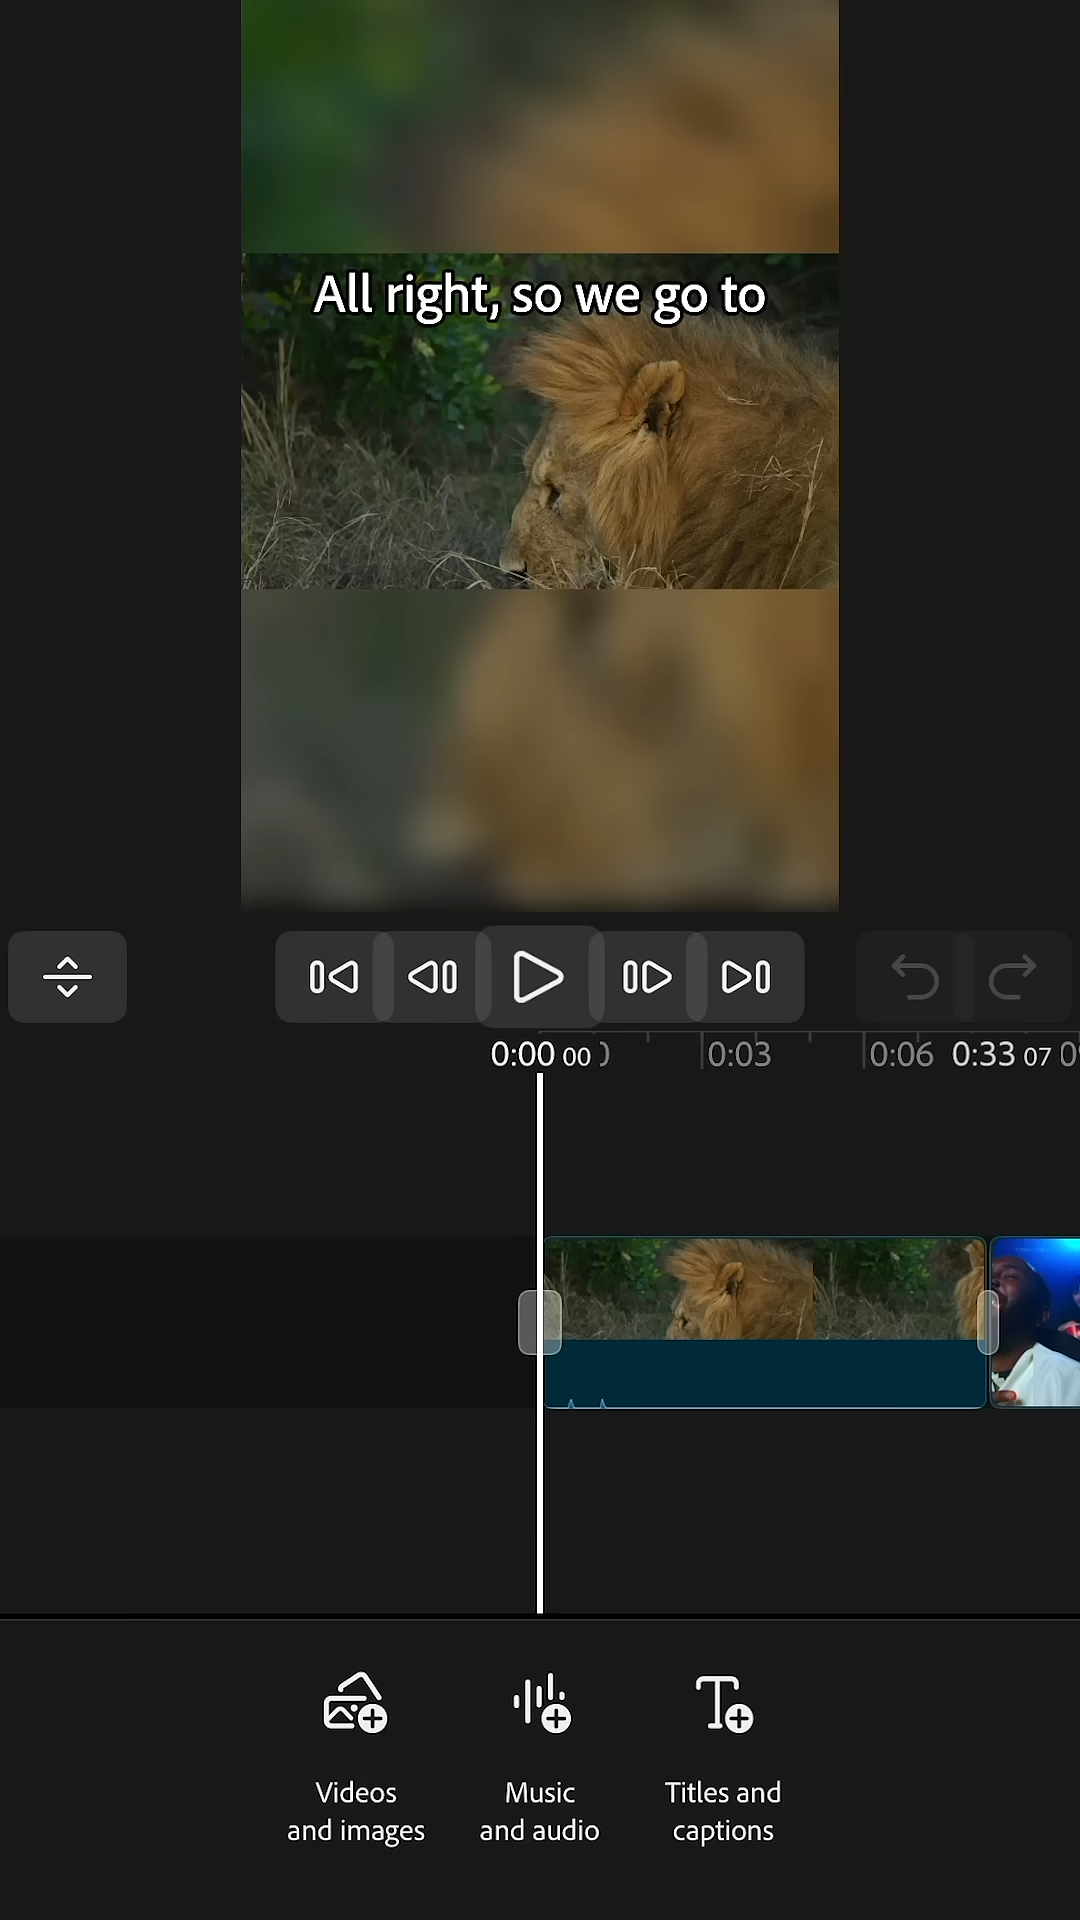 All right, so we go to
0:00 00
0:03
0:06
0:33 07
Videos
and images
Music
and audio
Titles and
captions